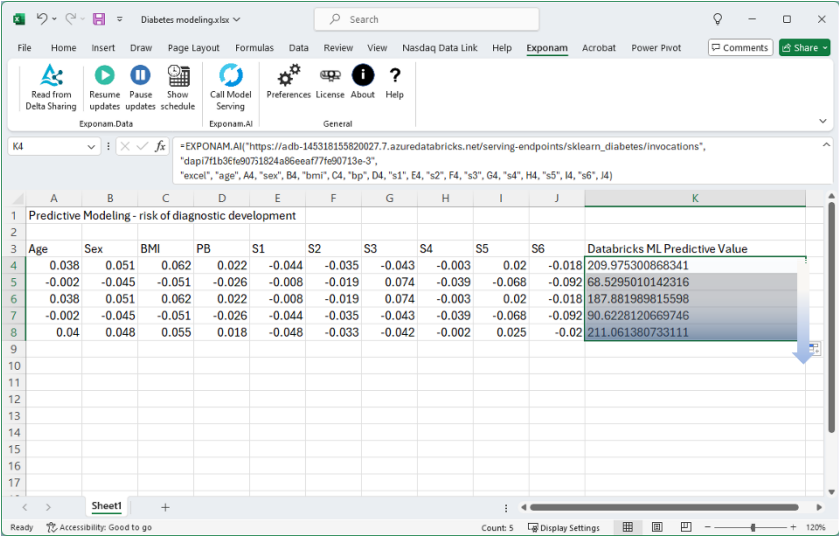 Diabetes modeling.xlsx
Search
File Home Insert Draw Page Layout Formulas Data Review View Nasdaq Data Link Help Exponam Acrobat Power Pivot Comments Share
Read from Delta Sharing
Resume updates
Pause updates
Show schedule
Call Model Serving
Preferences
License
About
Help
Exponam.Data Exponam.AI General
K4
fx
=EXPONAM.AI("https://adb-145318155820027.7.azuredatabricks.net/serving-endpoints/sklearn_diabetes/invocations",
"dapi7f1b36fe90751824a86eeaf77fe90713e-3",
"excel", "age", A4, "sex", B4, "bmi", C4, "bp", D4, "s1", E4, "s2", F4, "s3", G4, "s4", H4, "s5", I4, "s6", J4)
A B C D E F G H I J K
1 Predictive Modeling - risk of diagnostic development
2
3 Age Sex BMI PB S1 S2 S3 S4 S5 S6 Databricks ML Predictive Value
4 0.038 0.051 0.062 0.022 -0.044 -0.035 -0.043 -0.003 0.02 -0.018 209.975300868341
5 -0.002 -0.045 -0.051 -0.026 -0.008 -0.019 0.074 -0.039 -0.068 -0.092 68.5295010142316
6 0.038 0.051 0.062 0.022 -0.008 -0.019 0.074 -0.003 0.02 -0.018 187.881989815598
7 -0.002 -0.045 -0.051 -0.026 -0.044 -0.035 -0.043 -0.039 -0.068 -0.092 90.6228120669746
8 0.04 0.048 0.055 0.018 -0.048 -0.033 -0.042 -0.002 0.025 -0.02 211.061380733111
9
10
11
12
13
14
15
16
17
Sheet1
Ready Accessibility: Good to go Count: 5 Display Settings 120%